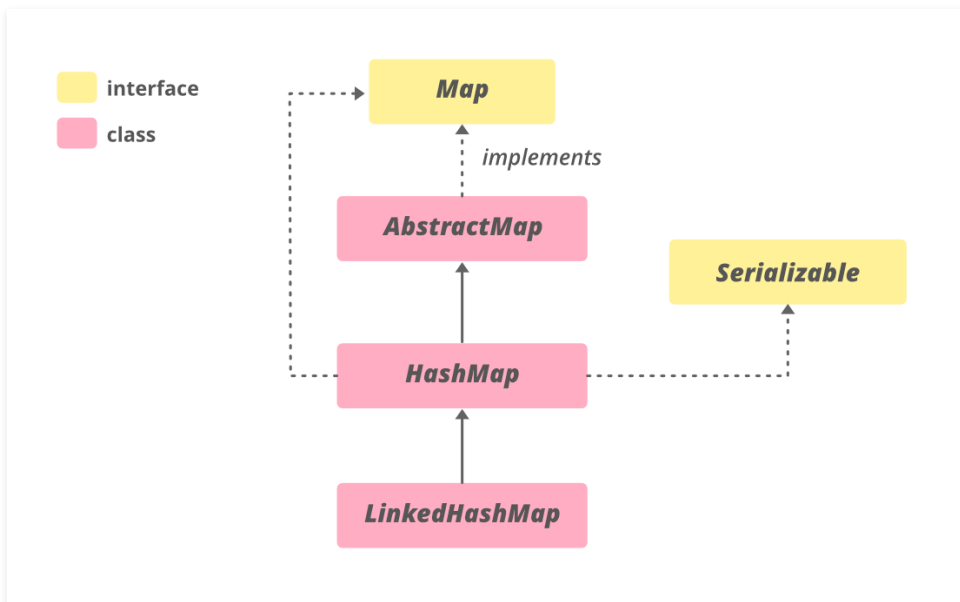 interface
class
Map
implements
AbstractMap
Serializable
HashMap
LinkedHashMap